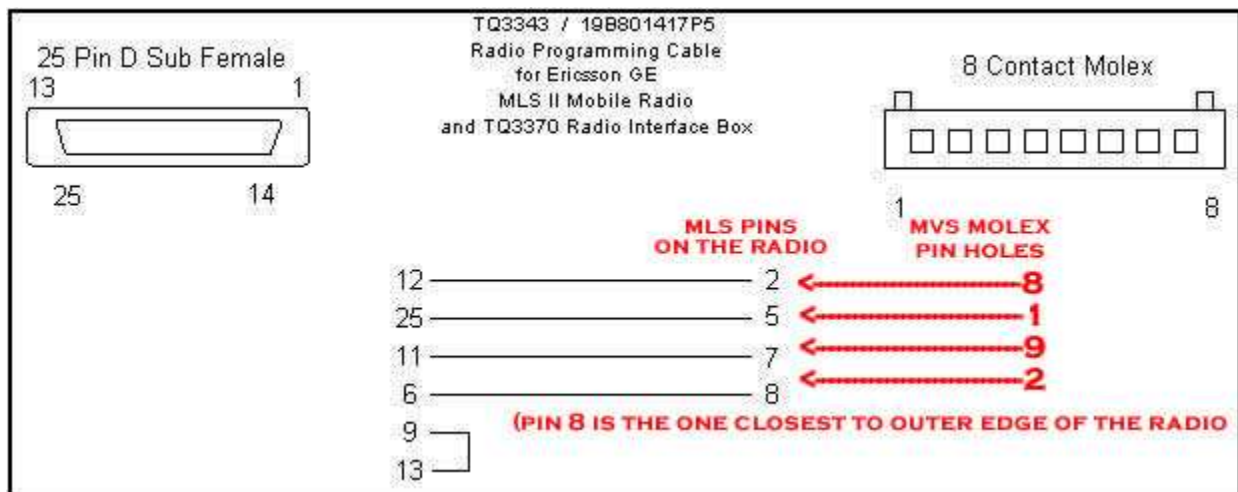 TQ3343 / 19B801417P5
Radio Programming Cable
for Ericsson GE
MLS II Mobile Radio
and TQ3370 Radio Interface Box
25 Pin D Sub Female
13 1
25 14
8 Contact Molex
1 8
MLS PINS
ON THE RADIO
MVS MOLEX
PIN HOLES
12 2 8
25 5 1
11 7 9
6 8 2
(PIN 8 IS THE ONE CLOSEST TO OUTER EDGE OF THE RADIO
9
13